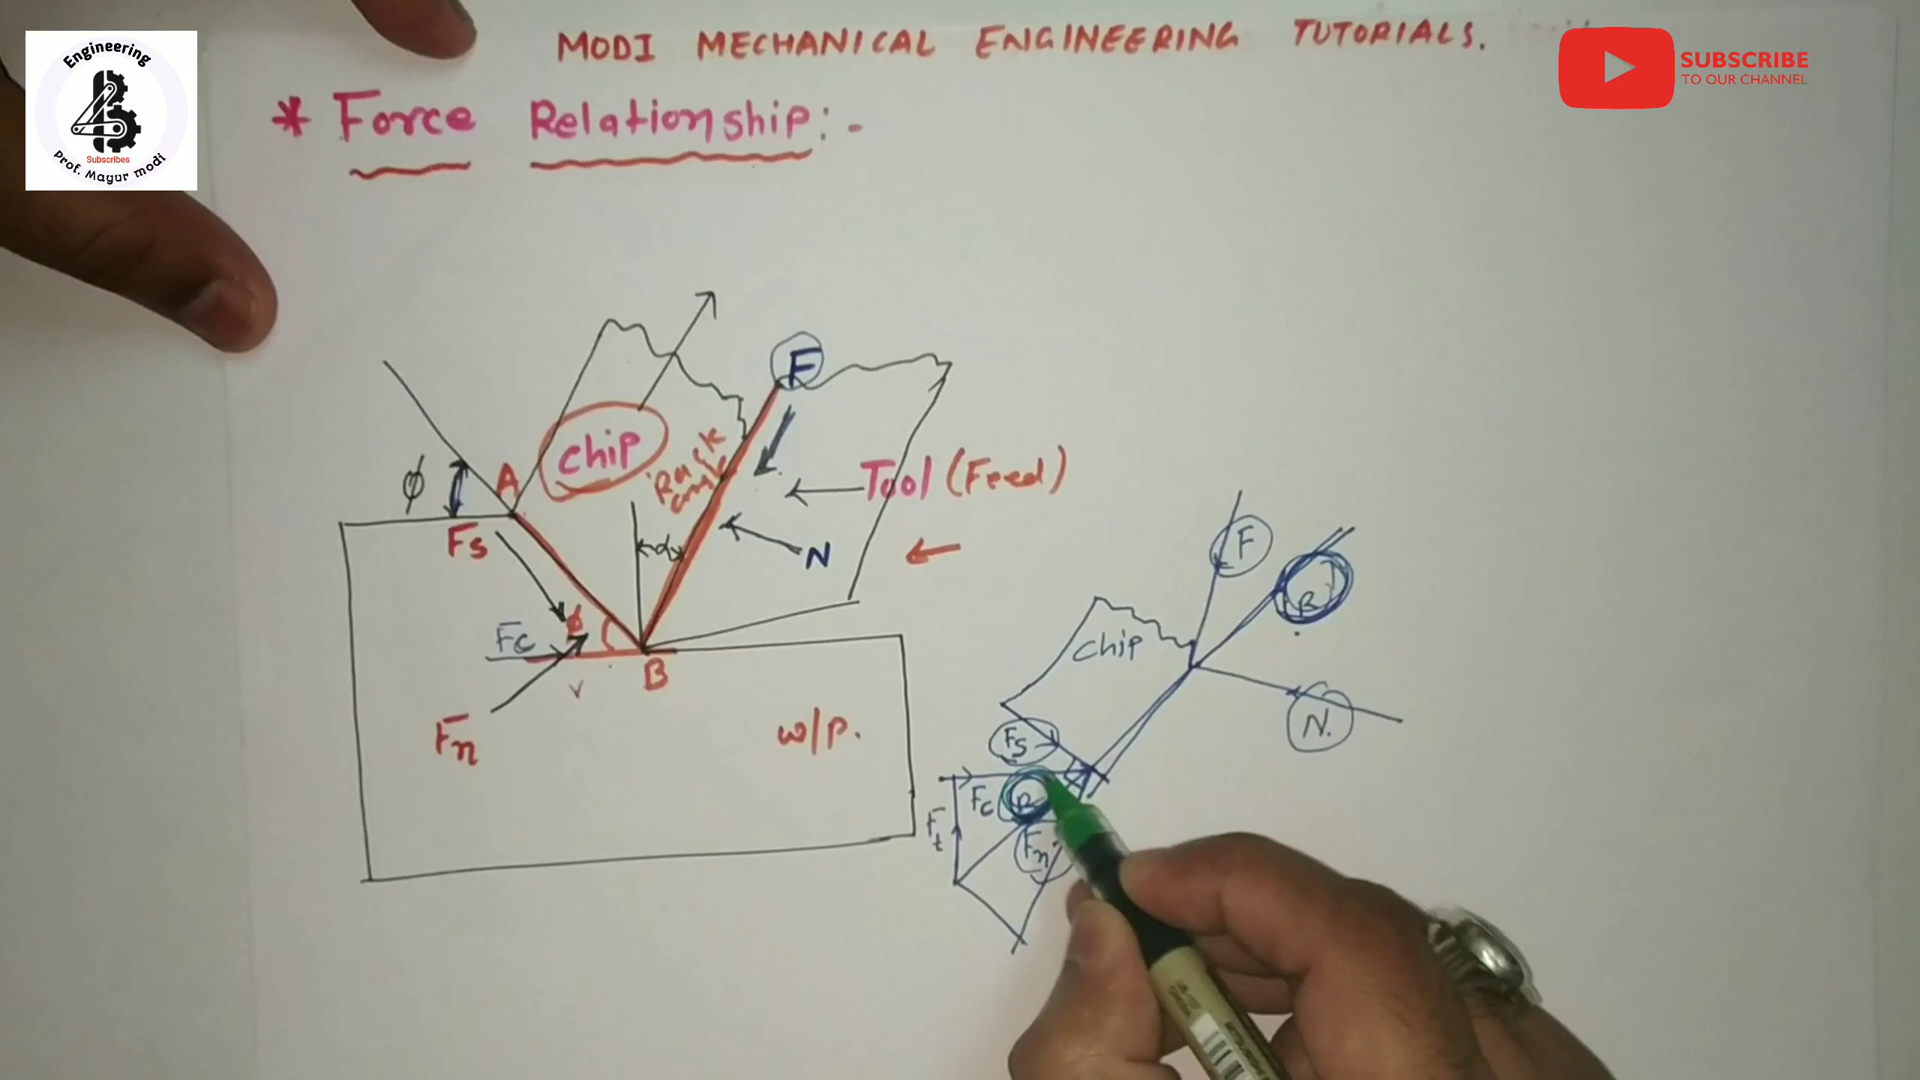 MODI MECHANICAL ENGINEERING TUTORIALS.
Engineering
Subscribes
Prof. Mayur modi
SUBSCRIBE
TO OUR CHANNEL
* Force Relationship:-
F
chip
Rack
angle
ϕ
A
Tool (Feed)
Fs
α
N
ϕ
Fc
B
v
Fn
w/p.
F
R
chip
N.
Fs
Fc
R
Ft
Fn